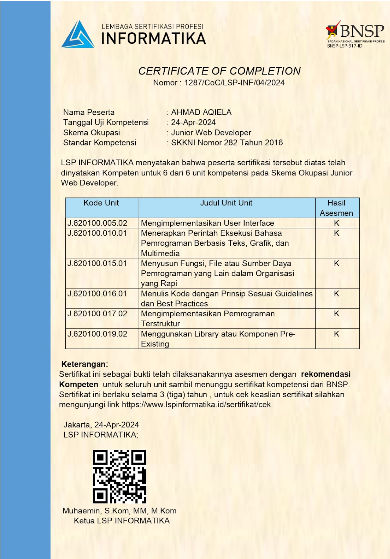 LEMBAGA SERTIFIKASI PROFESI
INFORMATIKA
BNSP
BNSP-LSP-917-ID
CERTIFICATE OF COMPLETION
Nomor : 1287/CoC/LSP-INF/04/2024
Nama Peserta : AHMAD AQIELA
Tanggal Uji Kompetensi : 24-Apr-2024
Skema Okupasi : Junior Web Developer
Standar Kompetensi : SKKNI Nomor 282 Tahun 2016
LSP INFORMATIKA menyatakan bahwa peserta sertifikasi tersebut diatas telah
dinyatakan Kompeten untuk 6 dari 6 unit kompetensi pada Skema Okupasi Junior
Web Developer.
Kode Unit Judul Unit Unit Hasil
Asesmen
J.620100.005.02 Mengimplementasikan User Interface K
J.620100.010.01 Menerapkan Perintah Eksekusi Bahasa K
Pemrograman Berbasis Teks, Grafik, dan
Multimedia
J.620100.015.01 Menyusun Fungsi, File atau Sumber Daya K
Pemrograman yang Lain dalam Organisasi
yang Rapi
J.620100.016.01 Menulis Kode dengan Prinsip Sesuai Guidelines K
dan Best Practices
J.620100.017.02 Mengimplementasikan Pemrograman K
Terstruktur
J.620100.019.02 Menggunakan Library atau Komponen Pre- K
Existing
Keterangan:
Sertifikat ini sebagai bukti telah dilaksanakannya asesmen dengan rekomendasi
Kompeten untuk seluruh unit sambil menunggu sertifikat kompetensi dari BNSP
Sertifikat ini berlaku selama 3 (tiga) tahun , untuk cek keaslian sertifikat silahkan
mengunjungi link https://www.lspinformatika.id/sertifikat/cek
Jakarta, 24-Apr-2024
LSP INFORMATIKA;
Muhaemin, S.Kom, MM, M.Kom
Ketua LSP INFORMATIKA